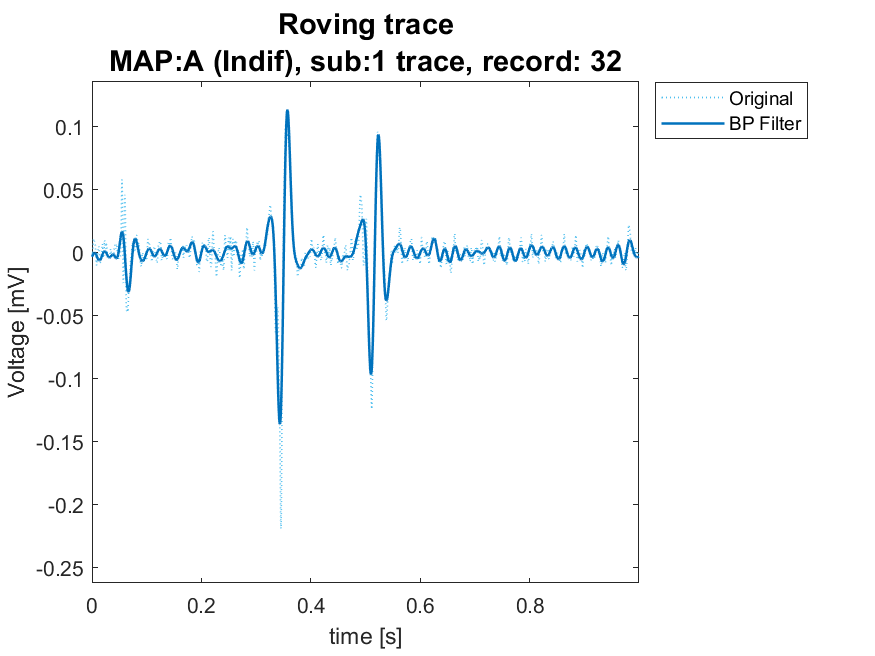 Roving trace
MAP:A (Indif), sub:1 trace, record: 32
Original
BP Filter
0.1
0.05
0
-0.05
-0.1
-0.15
-0.2
-0.25
Voltage [mV]
0
0.2
0.4
0.6
0.8
time [s]